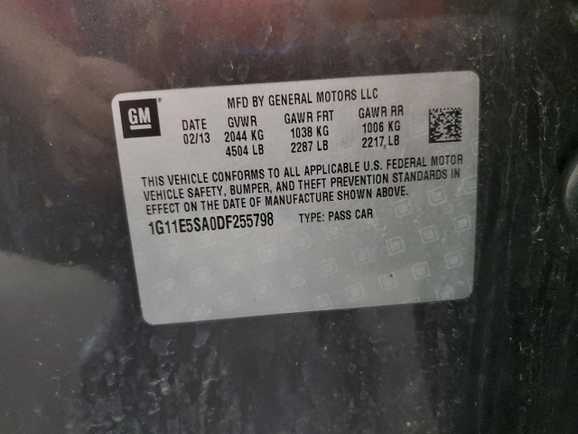 GM
MFD BY GENERAL MOTORS LLC
DATE GVWR GAWR FRT GAWR RR
02/13 2044 KG 1038 KG 1006 KG
4504 LB 2287 LB 2217 LB
THIS VEHICLE CONFORMS TO ALL APPLICABLE U.S. FEDERAL MOTOR
VEHICLE SAFETY, BUMPER, AND THEFT PREVENTION STANDARDS IN
EFFECT ON THE DATE OF MANUFACTURE SHOWN ABOVE.
1G11E5SA0DF255798 TYPE: PASS CAR